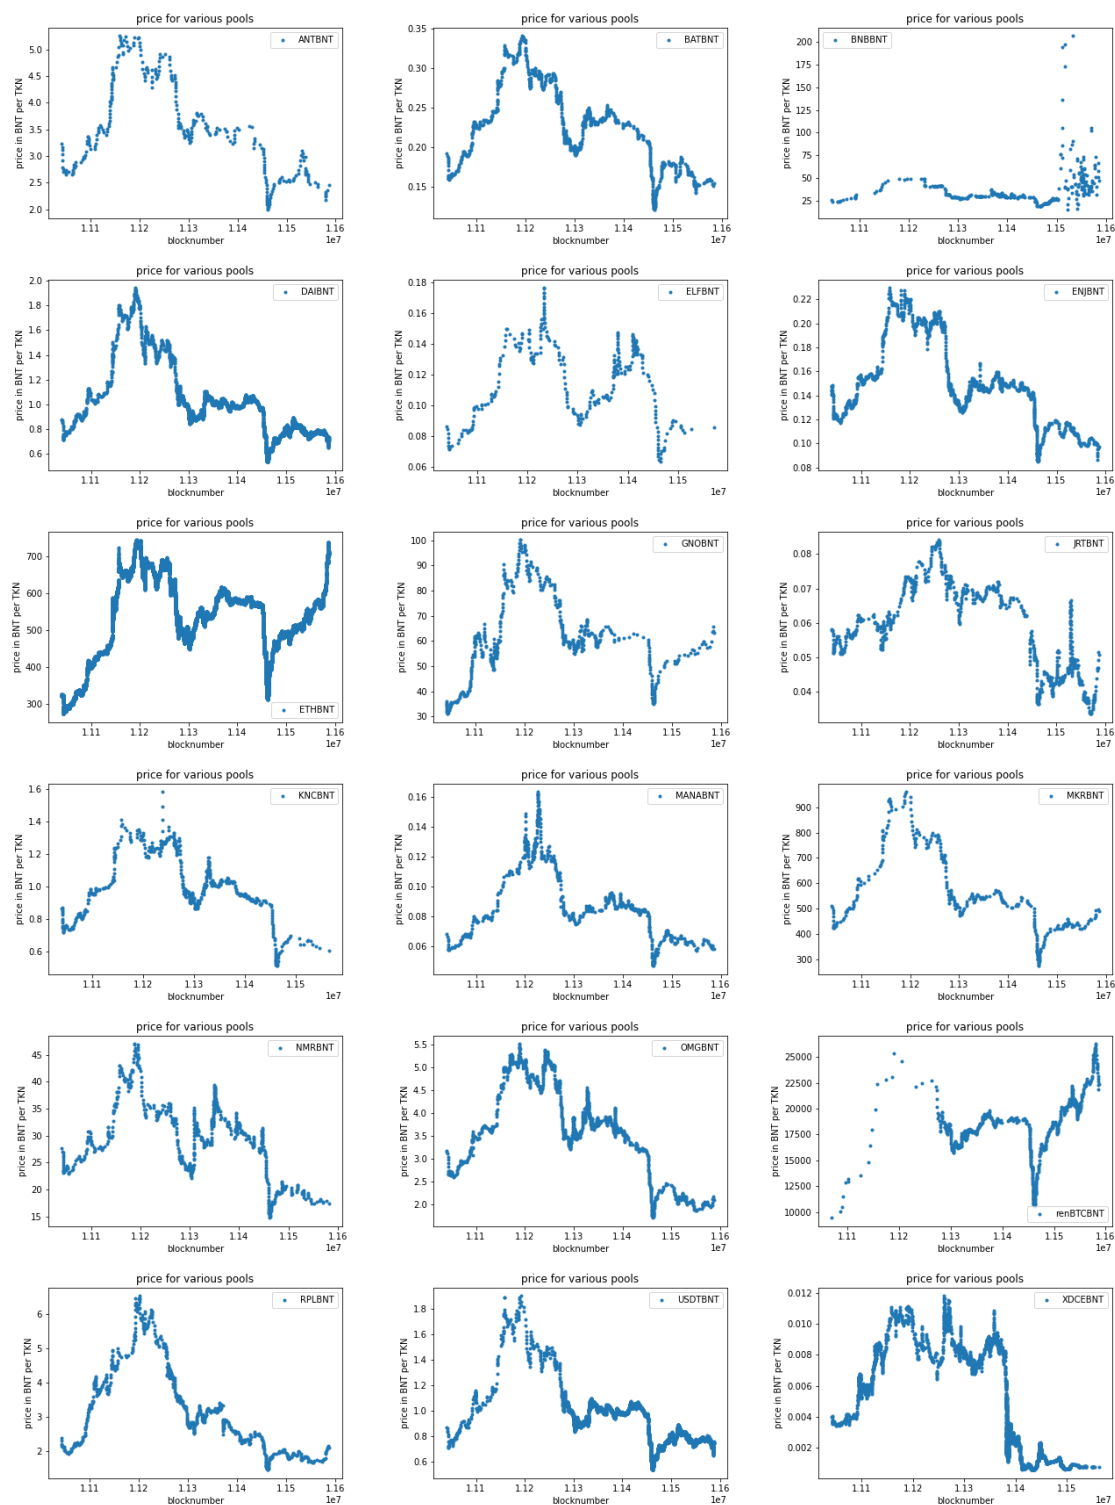 price for various pools
price in BNT per TKN
5.0
4.5
4.0
3.5
3.0
2.5
2.0
ANTBNT
1.11 1.12 1.13 1.14 1.15 1.16
blocknumber
1e7
price for various pools
price in BNT per TKN
0.35
0.30
0.25
0.20
0.15
BATBNT
1.11 1.12 1.13 1.14 1.15 1.16
blocknumber
1e7
price for various pools
price in BNT per TKN
200
175
150
125
100
75
50
25
BNBBNT
1.11 1.12 1.13 1.14 1.15 1.16
blocknumber
1e7
price for various pools
price in BNT per TKN
2.0
1.8
1.6
1.4
1.2
1.0
0.8
0.6
DAIBNT
1.11 1.12 1.13 1.14 1.15 1.16
blocknumber
1e7
price for various pools
price in BNT per TKN
0.18
0.16
0.14
0.12
0.10
0.08
0.06
ELFBNT
1.11 1.12 1.13 1.14 1.15
blocknumber
1e7
price for various pools
price in BNT per TKN
0.22
0.20
0.18
0.16
0.14
0.12
0.10
0.08
ENJBNT
1.11 1.12 1.13 1.14 1.15 1.16
blocknumber
1e7
price for various pools
price in BNT per TKN
700
600
500
400
300
ETHBNT
1.11 1.12 1.13 1.14 1.15 1.16
blocknumber
1e7
price for various pools
price in BNT per TKN
100
90
80
70
60
50
40
30
GNOBNT
1.11 1.12 1.13 1.14 1.15 1.16
blocknumber
1e7
price for various pools
price in BNT per TKN
0.08
0.07
0.06
0.05
0.04
JRTBNT
1.11 1.12 1.13 1.14 1.15 1.16
blocknumber
1e7
price for various pools
price in BNT per TKN
1.6
1.4
1.2
1.0
0.8
0.6
KNCBNT
1.11 1.12 1.13 1.14 1.15
blocknumber
1e7
price for various pools
price in BNT per TKN
0.16
0.14
0.12
0.10
0.08
0.06
MANABNT
1.11 1.12 1.13 1.14 1.15 1.16
blocknumber
1e7
price for various pools
price in BNT per TKN
900
800
700
600
500
400
300
MKRBNT
1.11 1.12 1.13 1.14 1.15 1.16
blocknumber
1e7
price for various pools
price in BNT per TKN
45
40
35
30
25
20
15
NMRBNT
1.11 1.12 1.13 1.14 1.15 1.16
blocknumber
1e7
price for various pools
price in BNT per TKN
5.5
5.0
4.5
4.0
3.5
3.0
2.5
2.0
OMGBNT
1.11 1.12 1.13 1.14 1.15 1.16
blocknumber
1e7
price for various pools
price in BNT per TKN
25000
22500
20000
17500
15000
12500
10000
renBTCBNT
1.11 1.12 1.13 1.14 1.15 1.16
blocknumber
1e7
price for various pools
price in BNT per TKN
6
5
4
3
2
RPLBNT
1.11 1.12 1.13 1.14 1.15 1.16
blocknumber
1e7
price for various pools
price in BNT per TKN
1.8
1.6
1.4
1.2
1.0
0.8
0.6
USDTBNT
1.11 1.12 1.13 1.14 1.15 1.16
blocknumber
1e7
price for various pools
price in BNT per TKN
0.012
0.010
0.008
0.006
0.004
0.002
XDCEBNT
1.11 1.12 1.13 1.14 1.15
blocknumber
1e7